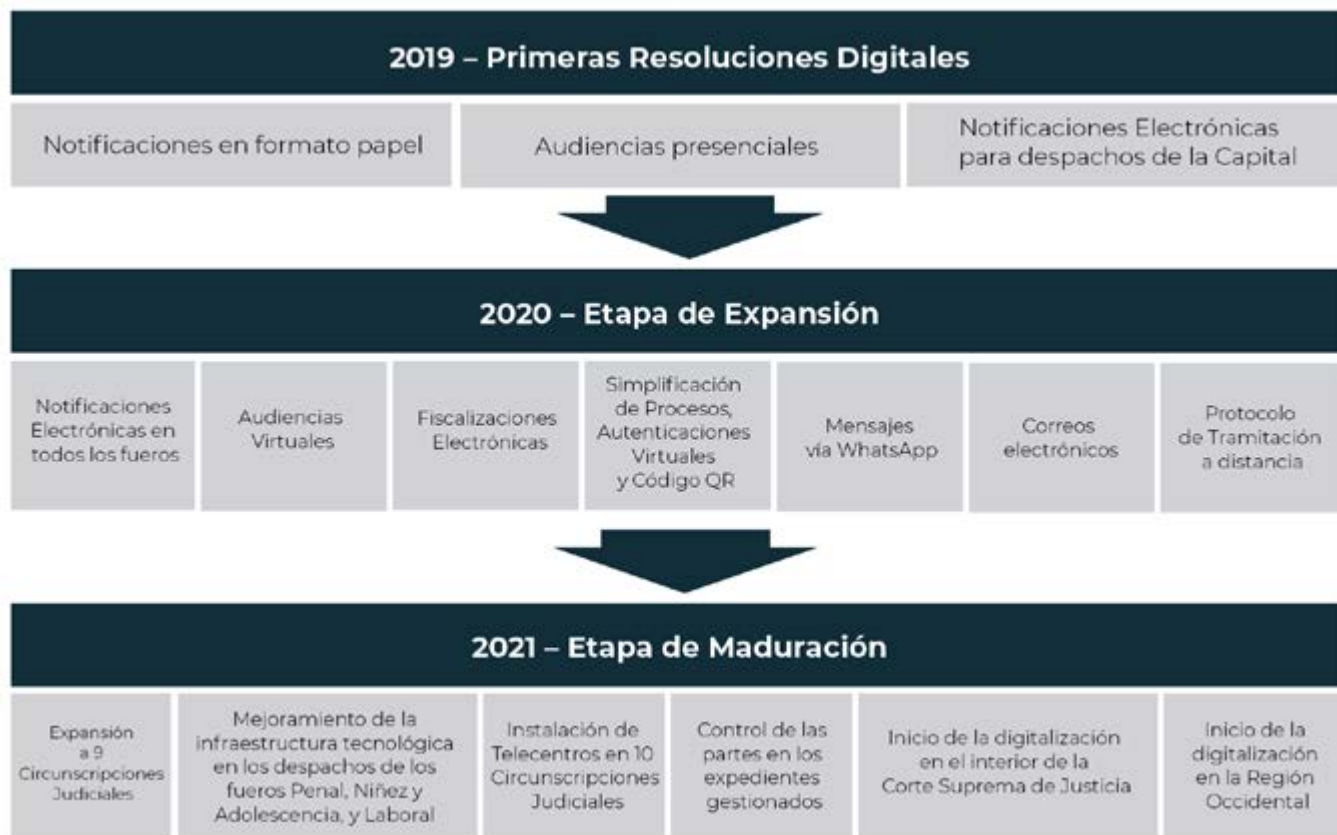 2019 – Primeras Resoluciones Digitales
Notificaciones en formato papel
Audiencias presenciales
Notificaciones Electrónicas
para despachos de la Capital
2020 – Etapa de Expansión
Notificaciones
Electrónicas en
todos los fueros
Audiencias
Virtuales
Fiscalizaciones
Electrónicas
Simplificación
de Procesos,
Autenticaciones
Virtuales
y Código QR
Mensajes
vía WhatsApp
Correos
electrónicos
Protocolo
de Tramitación
a distancia
2021 – Etapa de Maduración
Expansión
a 9
Circunscripciones
Judiciales
Mejoramiento de la
infraestructura tecnológica
en los despachos de los
fueros Penal, Niñez y
Adolescencia, y Laboral
Instalación de
Telecentros en 10
Circunscripciones
Judiciales
Control de las
partes en los
expedientes
gestionados
Inicio de la digitalización
en el interior de la
Corte Suprema de Justicia
Inicio de la
digitalización
en la Región
Occidental